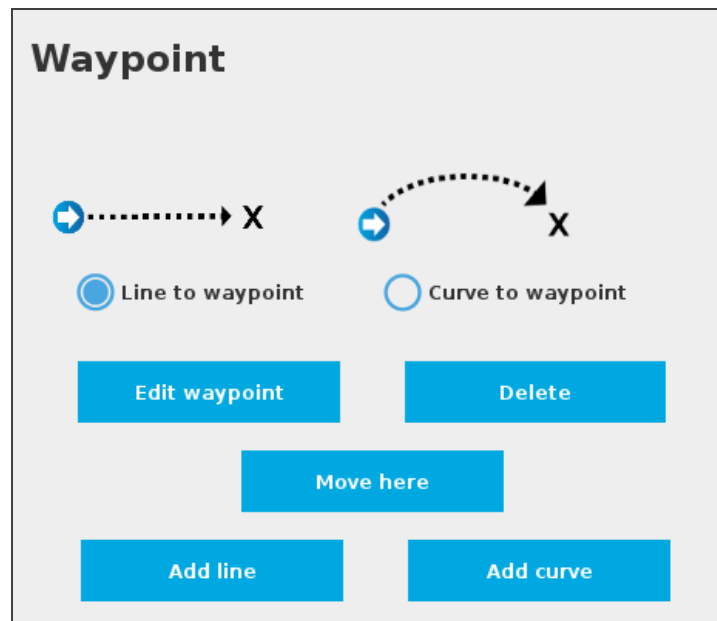 Waypoint
X
X
Line to waypoint
Curve to waypoint
Edit waypoint
Delete
Move here
Add line
Add curve